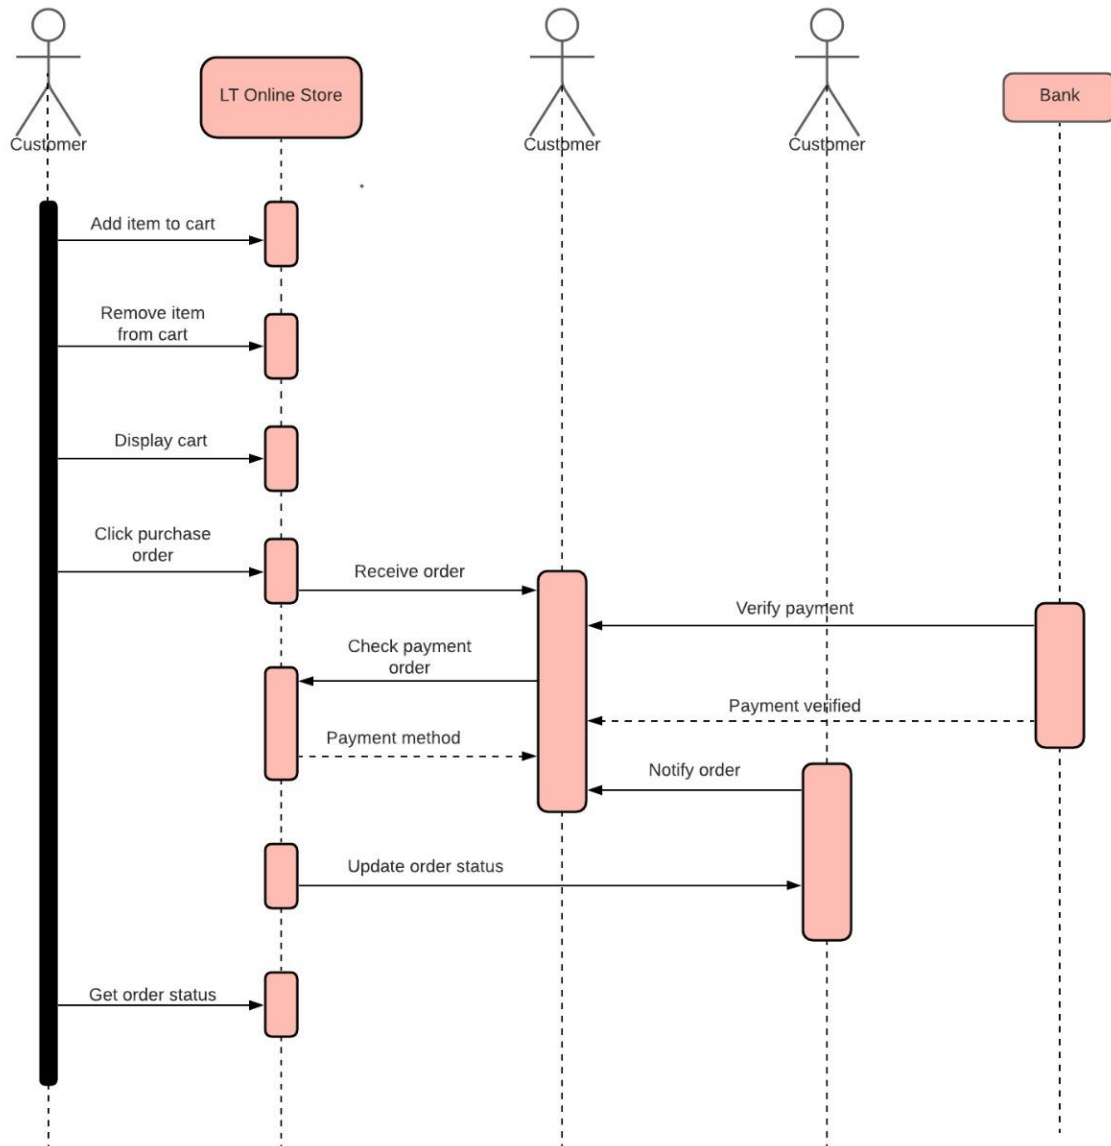 Customer
LT Online Store
Customer
Customer
Bank
Add item to cart
Remove item
from cart
Display cart
Click purchase
order
Receive order
Verify payment
Check payment
order
Payment verified
Payment method
Notify order
Update order status
Get order status